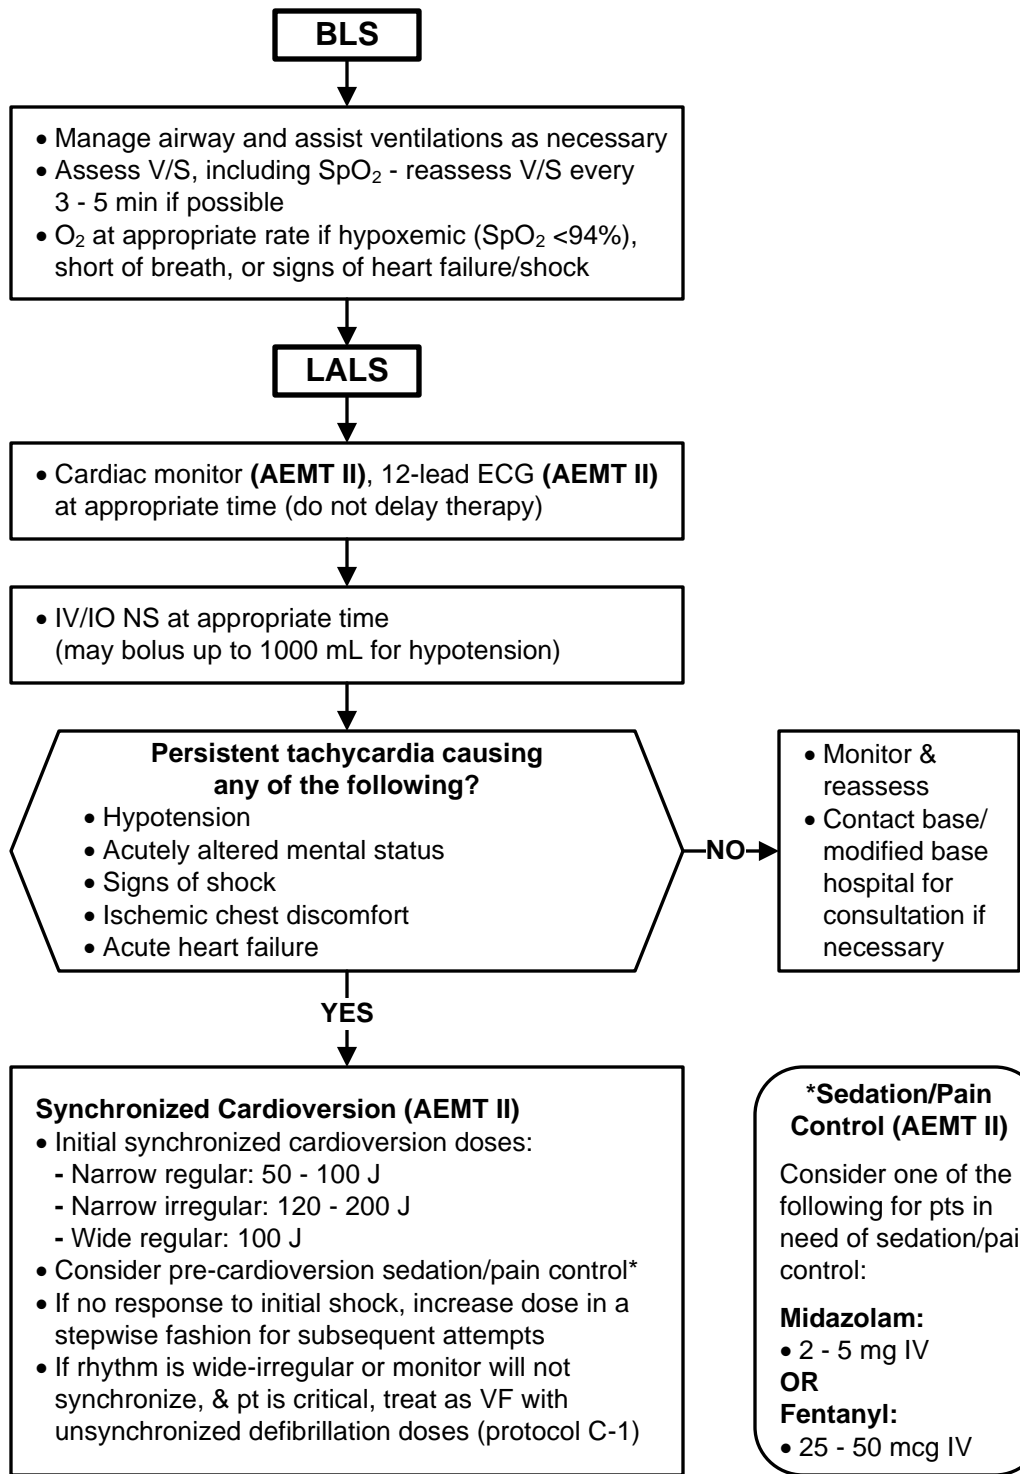 BLS
• Manage airway and assist ventilations as necessary
• Assess V/S, including SpO₂ - reassess V/S every
3 - 5 min if possible
• O₂ at appropriate rate if hypoxemic (SpO₂ <94%),
short of breath, or signs of heart failure/shock
LALS
• Cardiac monitor (AEMT II), 12-lead ECG (AEMT II)
at appropriate time (do not delay therapy)
• IV/IO NS at appropriate time
(may bolus up to 1000 mL for hypotension)
Persistent tachycardia causing
any of the following?
• Hypotension
• Acutely altered mental status
• Signs of shock
• Ischemic chest discomfort
• Acute heart failure
NO
• Monitor &
reassess
• Contact base/
modified base
hospital for
consultation if
necessary
YES
Synchronized Cardioversion (AEMT II)
• Initial synchronized cardioversion doses:
- Narrow regular: 50 - 100 J
- Narrow irregular: 120 - 200 J
- Wide regular: 100 J
• Consider pre-cardioversion sedation/pain control*
• If no response to initial shock, increase dose in a
stepwise fashion for subsequent attempts
• If rhythm is wide-irregular or monitor will not
synchronize, & pt is critical, treat as VF with
unsynchronized defibrillation doses (protocol C-1)
*Sedation/Pain
Control (AEMT II)
Consider one of the
following for pts in
need of sedation/pai
control:
Midazolam:
• 2 - 5 mg IV
OR
Fentanyl:
• 25 - 50 mcg IV